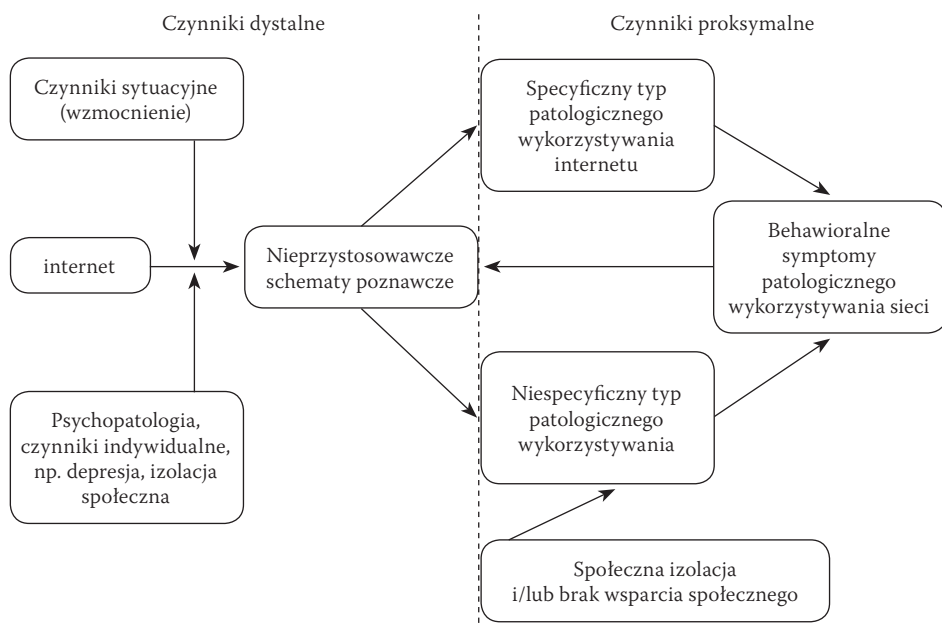 Czynniki dystalne
Czynniki proksymalne
Czynniki sytuacyjne
(wzmocnienie)
Specyficzny typ
patologicznego
wykorzystywania
internetu
internet
Nieprzystosowawcze
schematy poznawcze
Behawioralne
symptomy
patologicznego
wykorzystywania sieci
Psychopatologia,
czynniki indywidualne,
np. depresja, izolacja
społeczna
Niespecyficzny typ
patologicznego
wykorzystywania
Społeczna izolacja
i/lub brak wsparcia społecznego